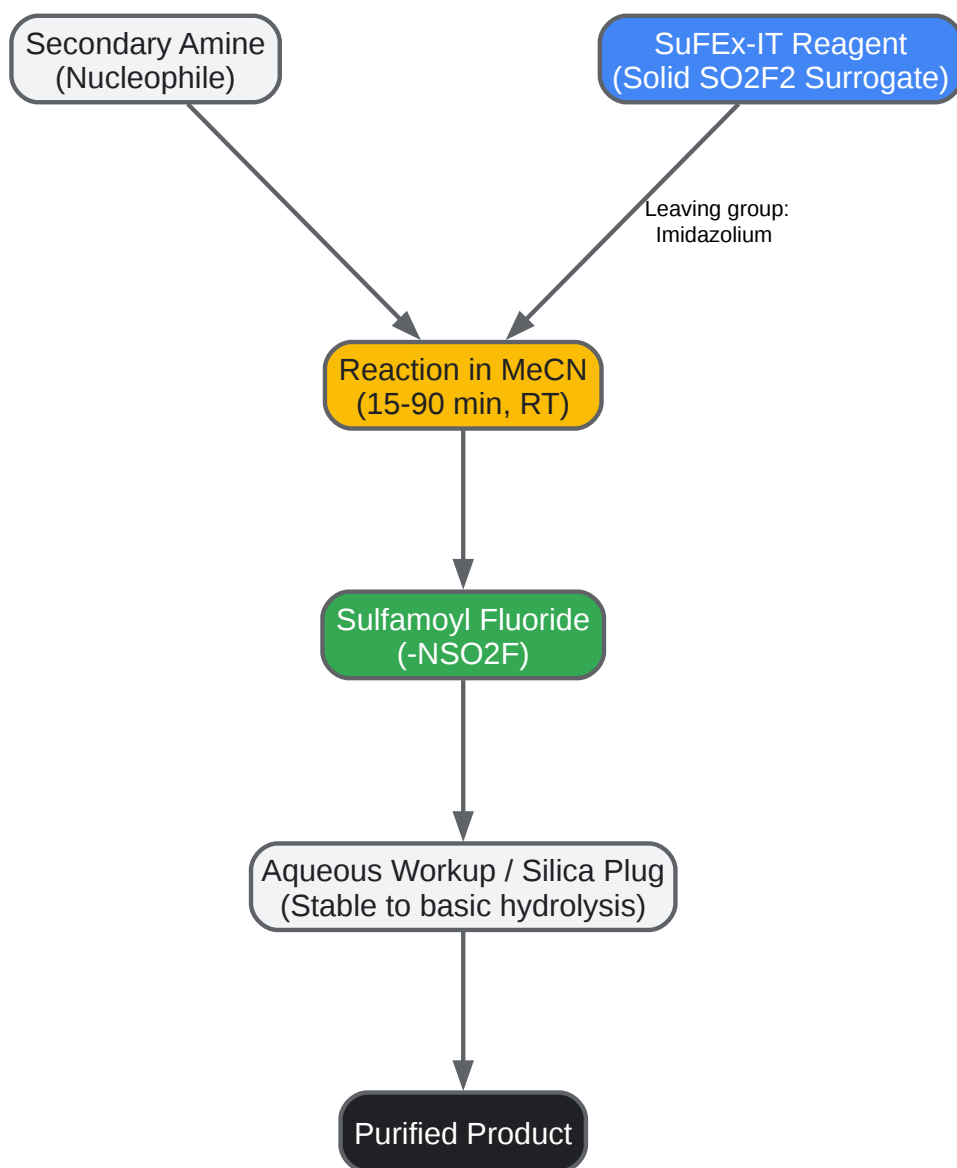 Secondary Amine
(Nucleophile)
SuFEx-IT Reagent
(Solid SO2F2 Surrogate)
Leaving group:
Imidazolium
Reaction in MeCN
(15-90 min, RT)
Sulfamoyl Fluoride
(-NSO2F)
Aqueous Workup / Silica Plug
(Stable to basic hydrolysis)
Purified Product